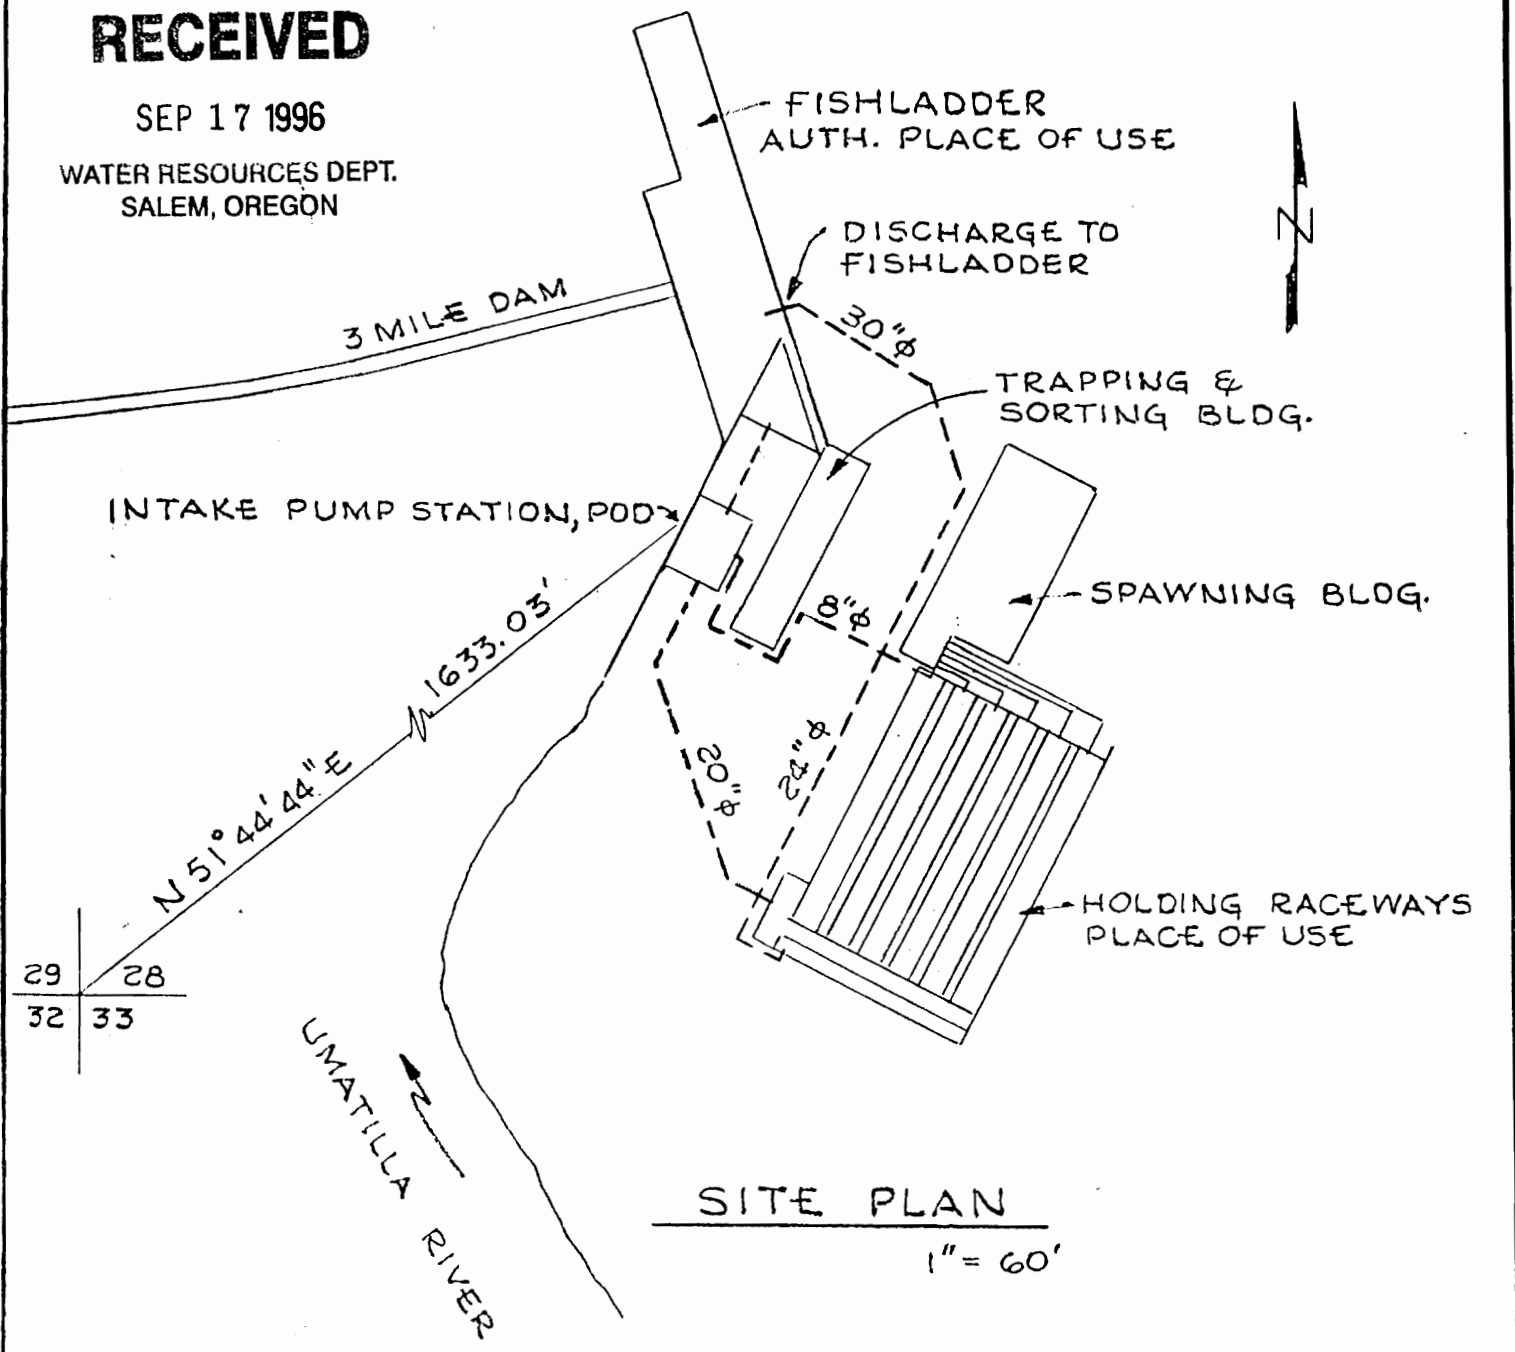 RECEIVED
SEP 17 1996
WATER RESOURCES DEPT.
SALEM, OREGON
FISHLADDER
AUTH. PLACE OF USE
N
DISCHARGE TO
FISHLADDER
3 MILE DAM
30"φ
TRAPPING &
SORTING BLDG.
INTAKE PUMP STATION, POD
SPAWNING BLDG.
8"φ
1633.03'
N 51° 44' 44" E
20"φ
24"φ
HOLDING RACEWAYS
PLACE OF USE
29 28
32 33
UMATILLA RIVER
SITE PLAN
1" = 60'